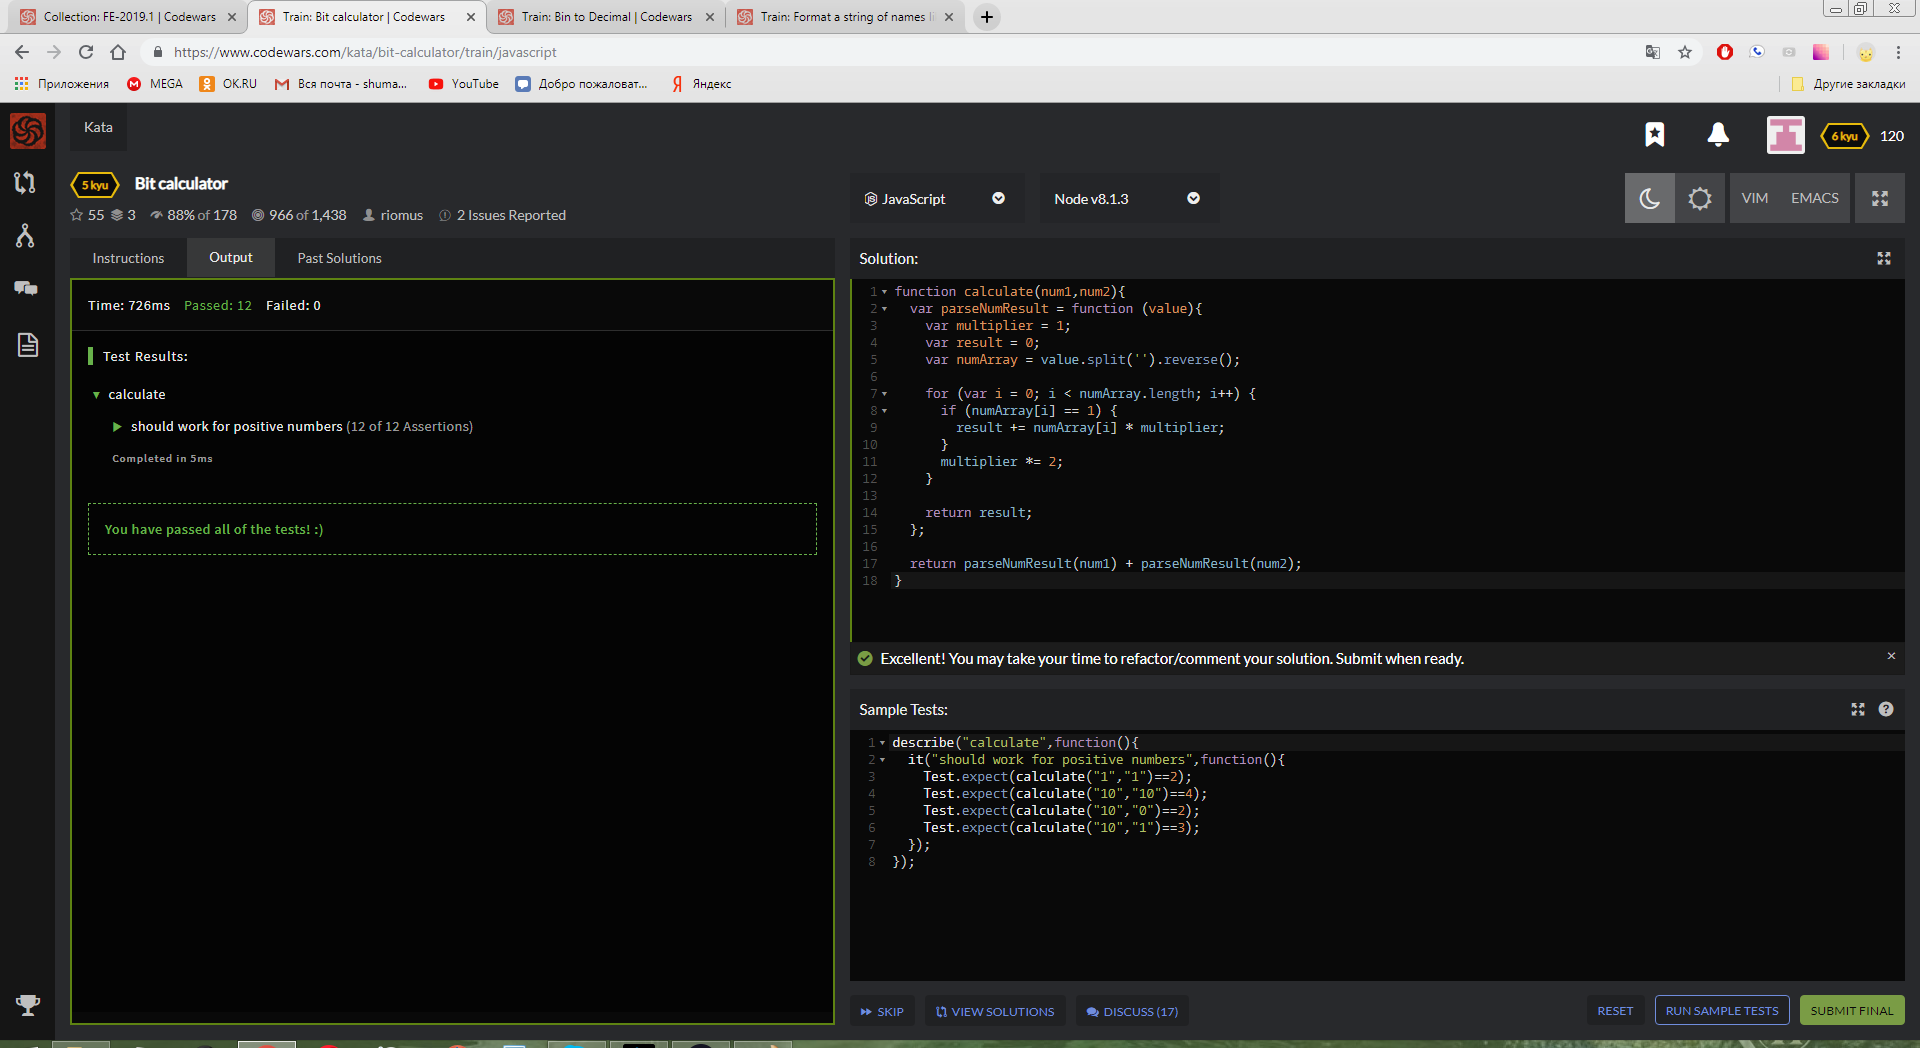 Collection: FE-2019.1 | Codewars
Train: Bit calculator | Codewars
Train: Bin to Decimal | Codewars
Train: Format a string of names li
https://www.codewars.com/kata/bit-calculator/train/javascript
Приложения MEGA OK.RU Вся почта - shuma... YouTube Добро пожаловат... Яндекс Другие закладки
Kata
6 kyu 120
5 kyu Bit calculator
55 3 88% of 178 966 of 1,438 riomus 2 Issues Reported
JavaScript
Node v8.1.3
VIM EMACS
Instructions Output Past Solutions
Time: 726ms Passed: 12 Failed: 0
Test Results:
calculate
should work for positive numbers (12 of 12 Assertions)
Completed in 5ms
You have passed all of the tests! :)
Solution:
1 function calculate(num1,num2){
2 var parseNumResult = function (value){
3 var multiplier = 1;
4 var result = 0;
5 var numArray = value.split('').reverse();
6
7 for (var i = 0; i < numArray.length; i++) {
8 if (numArray[i] == 1) {
9 result += numArray[i] * multiplier;
10 }
11 multiplier *= 2;
12 }
13
14 return result;
15 };
16
17 return parseNumResult(num1) + parseNumResult(num2);
18 }
Excellent! You may take your time to refactor/comment your solution. Submit when ready.
Sample Tests:
1 describe("calculate",function(){
2 it("should work for positive numbers",function(){
3 Test.expect(calculate("1","1")==2);
4 Test.expect(calculate("10","10")==4);
5 Test.expect(calculate("10","0")==2);
6 Test.expect(calculate("10","1")==3);
7 });
8 });
SKIP VIEW SOLUTIONS DISCUSS (17) RESET RUN SAMPLE TESTS SUBMIT FINAL